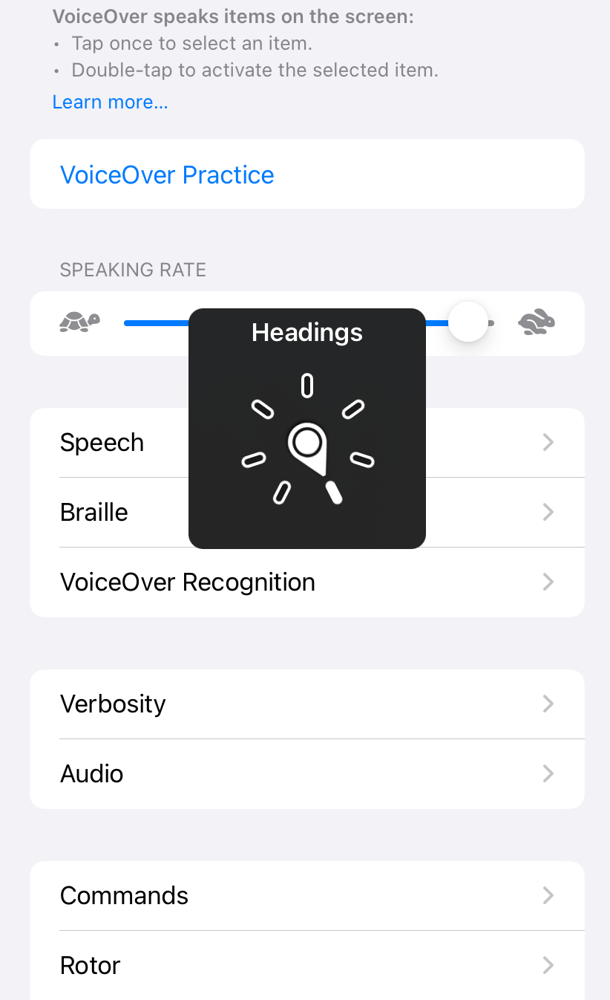 VoiceOver speaks items on the screen:
• Tap once to select an item.
• Double-tap to activate the selected item.
Learn more...
VoiceOver Practice
SPEAKING RATE
Headings
Speech
Braille
VoiceOver Recognition
Verbosity
Audio
Commands
Rotor